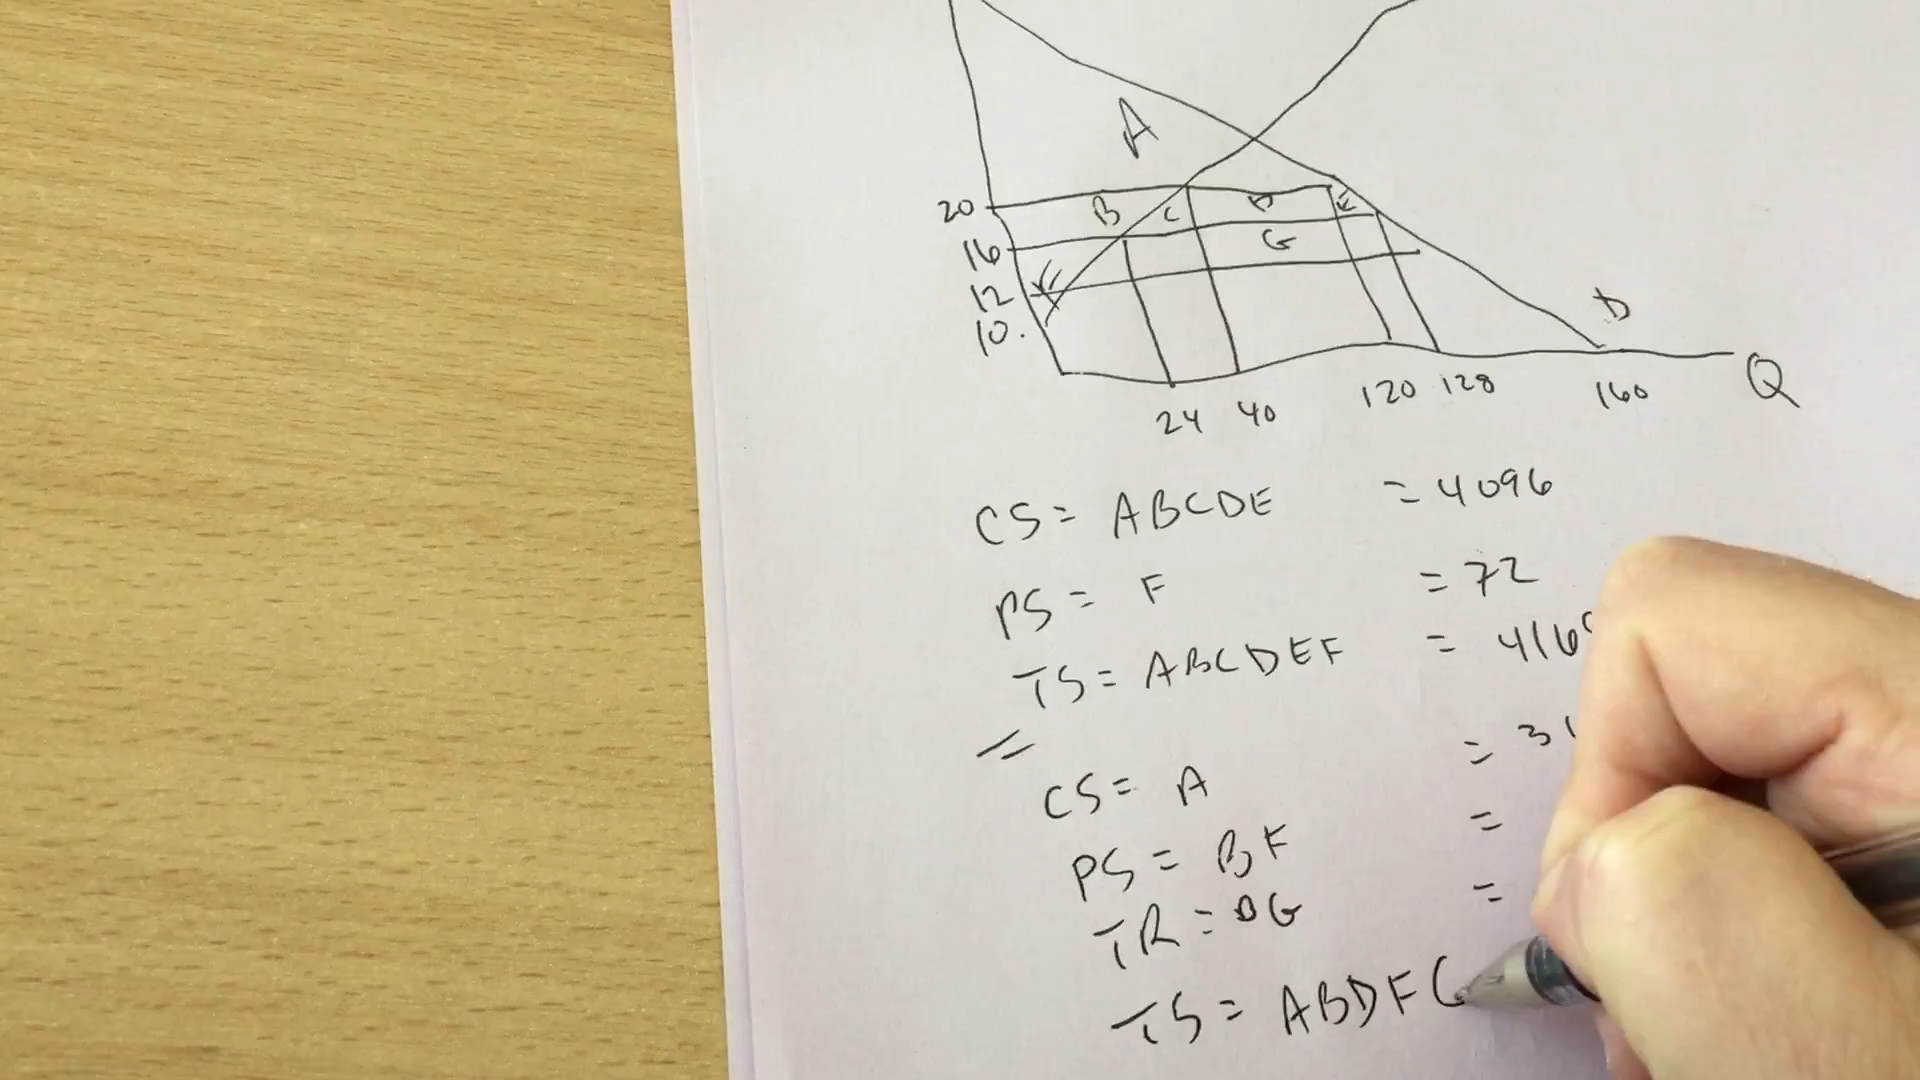 A
20 B C D E
16 G
12 F
10.
D
Q
24 40 120 128 160
CS = ABCDE = 4096
PS = F = 72
TS = ABCDEF = 416
CS = A = 3
PS = BF =
TR = DG =
TS = ABDFG